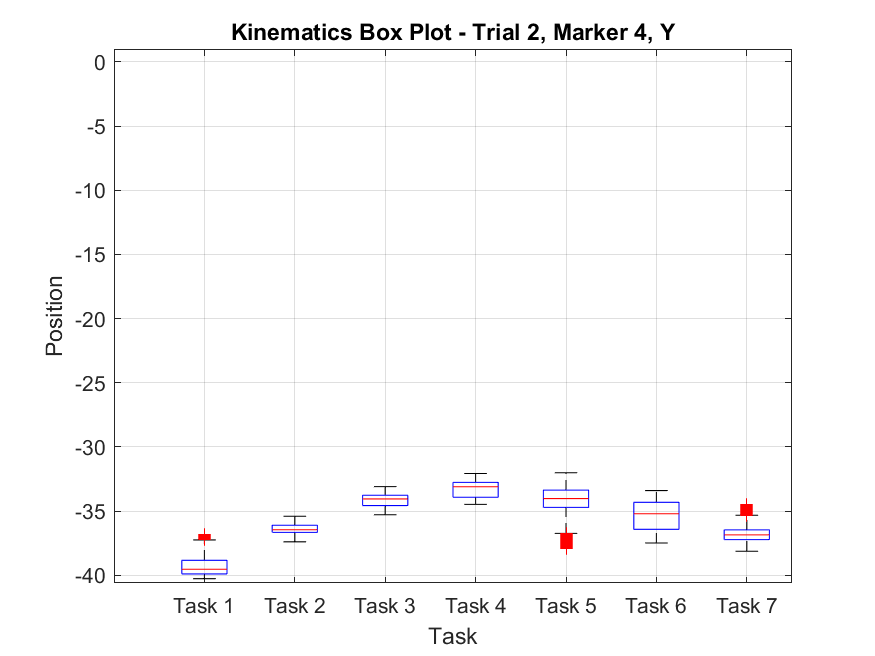 Kinematics Box Plot - Trial 2, Marker 4, Y
0
-5
-10
-15
-20
-25
-30
-35
-40
Position
Task 1 Task 2 Task 3 Task 4 Task 5 Task 6 Task 7
Task